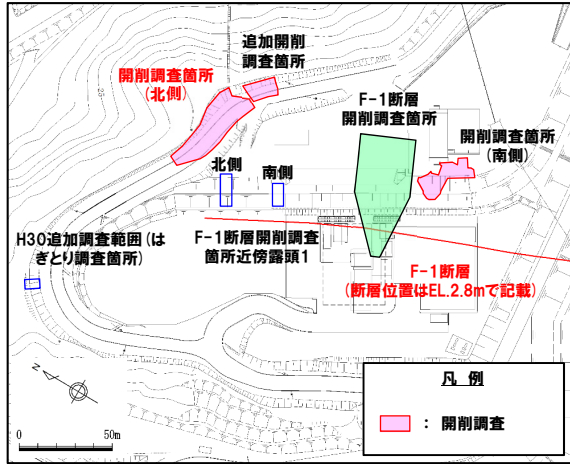 追加開削
調査箇所
開削調査箇所
(北側)
F-1断層
開削調査箇所
開削調査箇所
(南側)
北側
南側
H30追加調査範囲(は
ぎとり調査箇所)
F-1断層開削調査
箇所近傍露頭1
F-1断層
(断層位置はEL.2.8mで記載)
N
0 50m
凡 例
: 開削調査